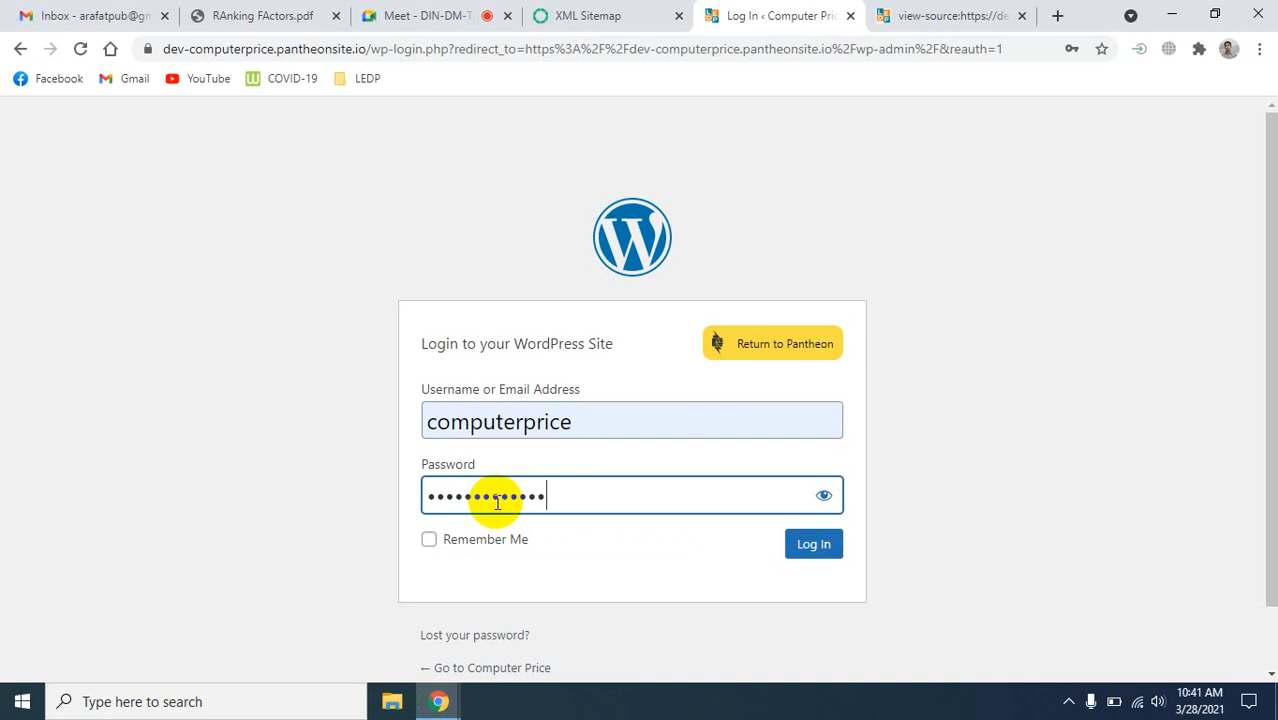 Inbox - arafatpub@gm
RAnking FActors.pdf
Meet - DIN-DM-T
XML Sitemap
Log In ‹ Computer Pric
view-source:https://de
dev-computerprice.pantheonsite.io/wp-login.php?redirect_to=https%3A%2F%2Fdev-computerprice.pantheonsite.io%2Fwp-admin%2F&reauth=1
Facebook
Gmail
YouTube
COVID-19
LEDP
Login to your WordPress Site
Return to Pantheon
Username or Email Address
computerprice
Password
•••••••••••••
Remember Me
Log In
Lost your password?
← Go to Computer Price
Type here to search
10:41 AM
3/28/2021